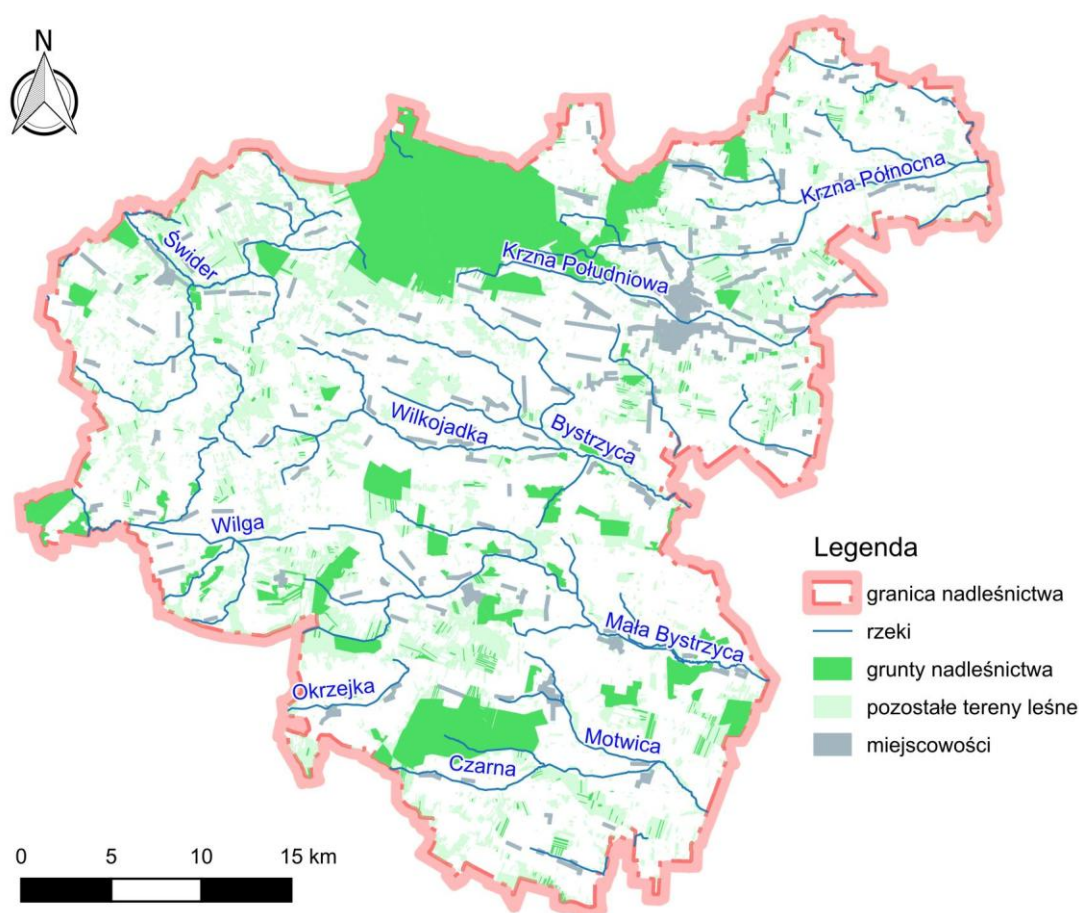 N
Krzna Północna
Świder
Krzna Południowa
Wilkojadka
Bystrzyca
Wilga
Mała Bystrzyca
Okrzejka
Motwica
Czarna
Legenda
granica nadleśnictwa
rzeki
grunty nadleśnictwa
pozostałe tereny leśne
miejscowości
0 5 10 15 km